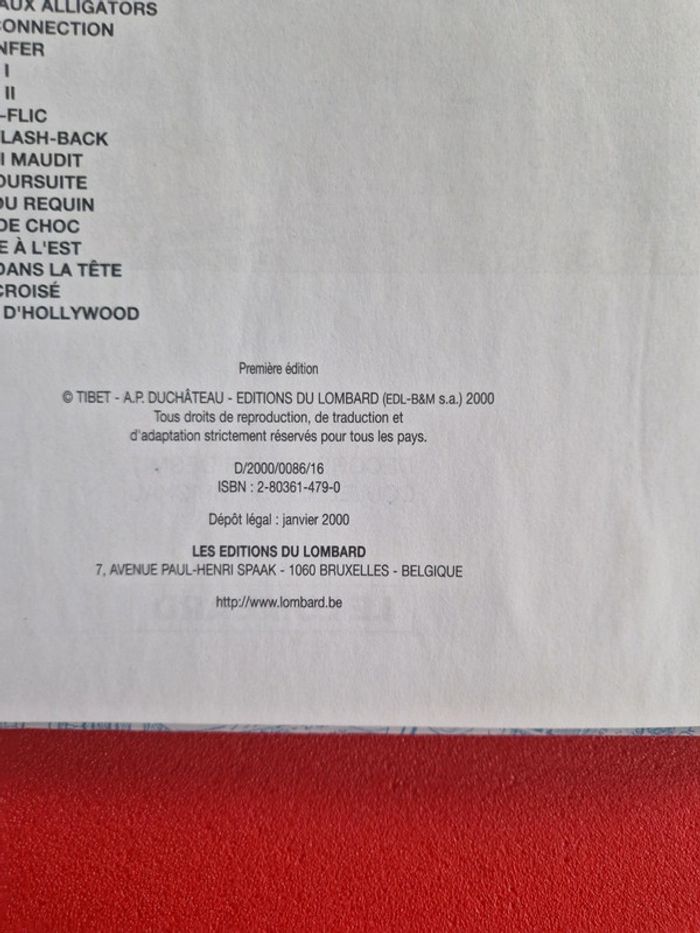 AUX ALLIGATORS
CONNECTION
NFER
I
II
-FLIC
LASH-BACK
I MAUDIT
OURSUITE
DU REQUIN
DE CHOC
E À L'EST
DANS LA TÊTE
CROISÉ
D'HOLLYWOOD
Première édition
© TIBET - A.P. DUCHÂTEAU - EDITIONS DU LOMBARD (EDL-B&M s.a.) 2000
Tous droits de reproduction, de traduction et
d'adaptation strictement réservés pour tous les pays.
D/2000/0086/16
ISBN : 2-80361-479-0
Dépôt légal : janvier 2000
LES EDITIONS DU LOMBARD
7, AVENUE PAUL-HENRI SPAAK - 1060 BRUXELLES - BELGIQUE
http://www.lombard.be